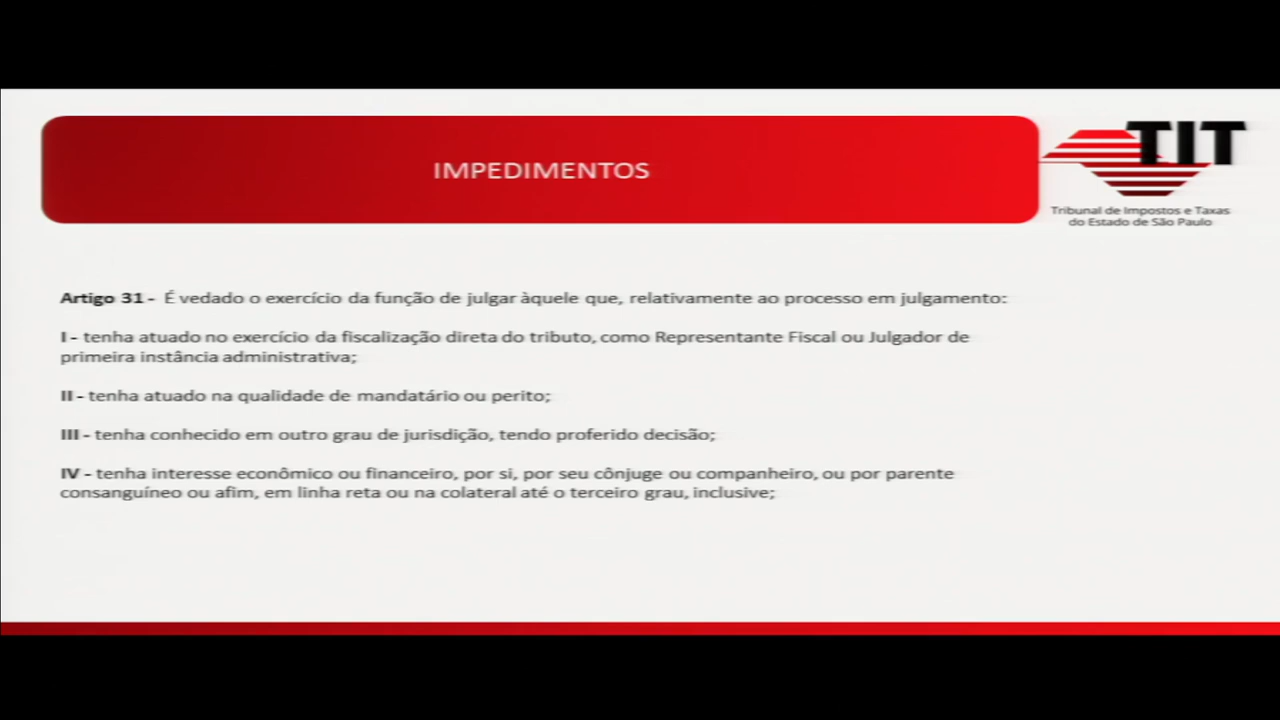 IMPEDIMENTOS
TIT
Tribunal de Impostos e Taxas
do Estado de São Paulo
Artigo 31 - É vedado o exercício da função de julgar àquele que, relativamente ao processo em julgamento:
I - tenha atuado no exercício da fiscalização direta do tributo, como Representante Fiscal ou Julgador de
primeira instância administrativa;
II - tenha atuado na qualidade de mandatário ou perito;
III - tenha conhecido em outro grau de jurisdição, tendo proferido decisão;
IV - tenha interesse econômico ou financeiro, por si, por seu cônjuge ou companheiro, ou por parente
consanguíneo ou afim, em linha reta ou na colateral até o terceiro grau, inclusive;